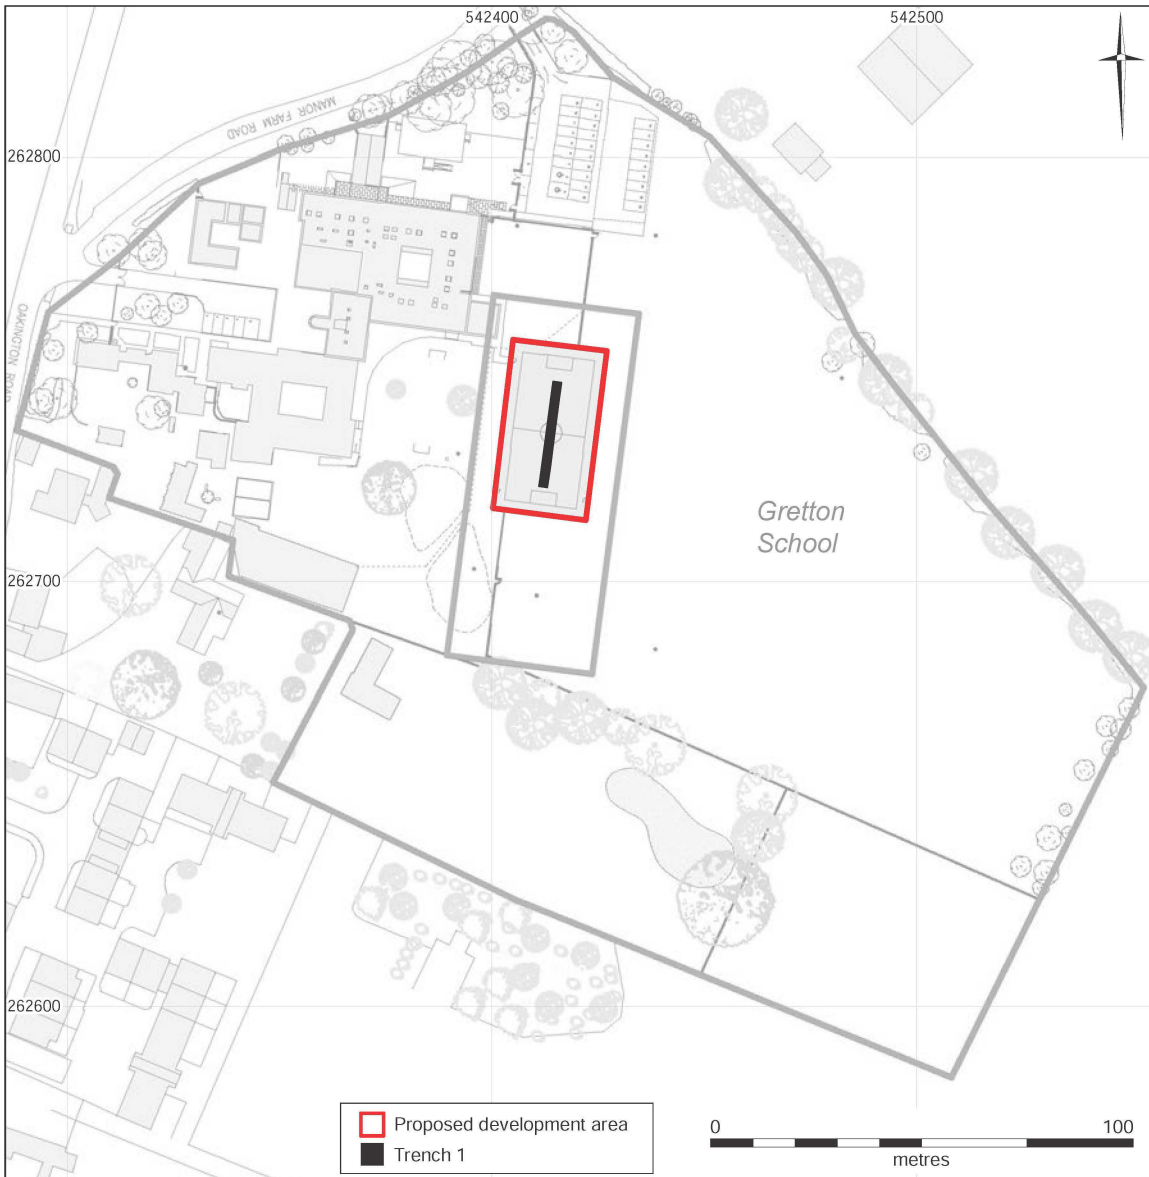 542400
542500
MANOR FARM ROAD
262800
OAKINGTON ROAD
Gretton
School
262700
262600
Proposed development area
Trench 1
0
100
metres